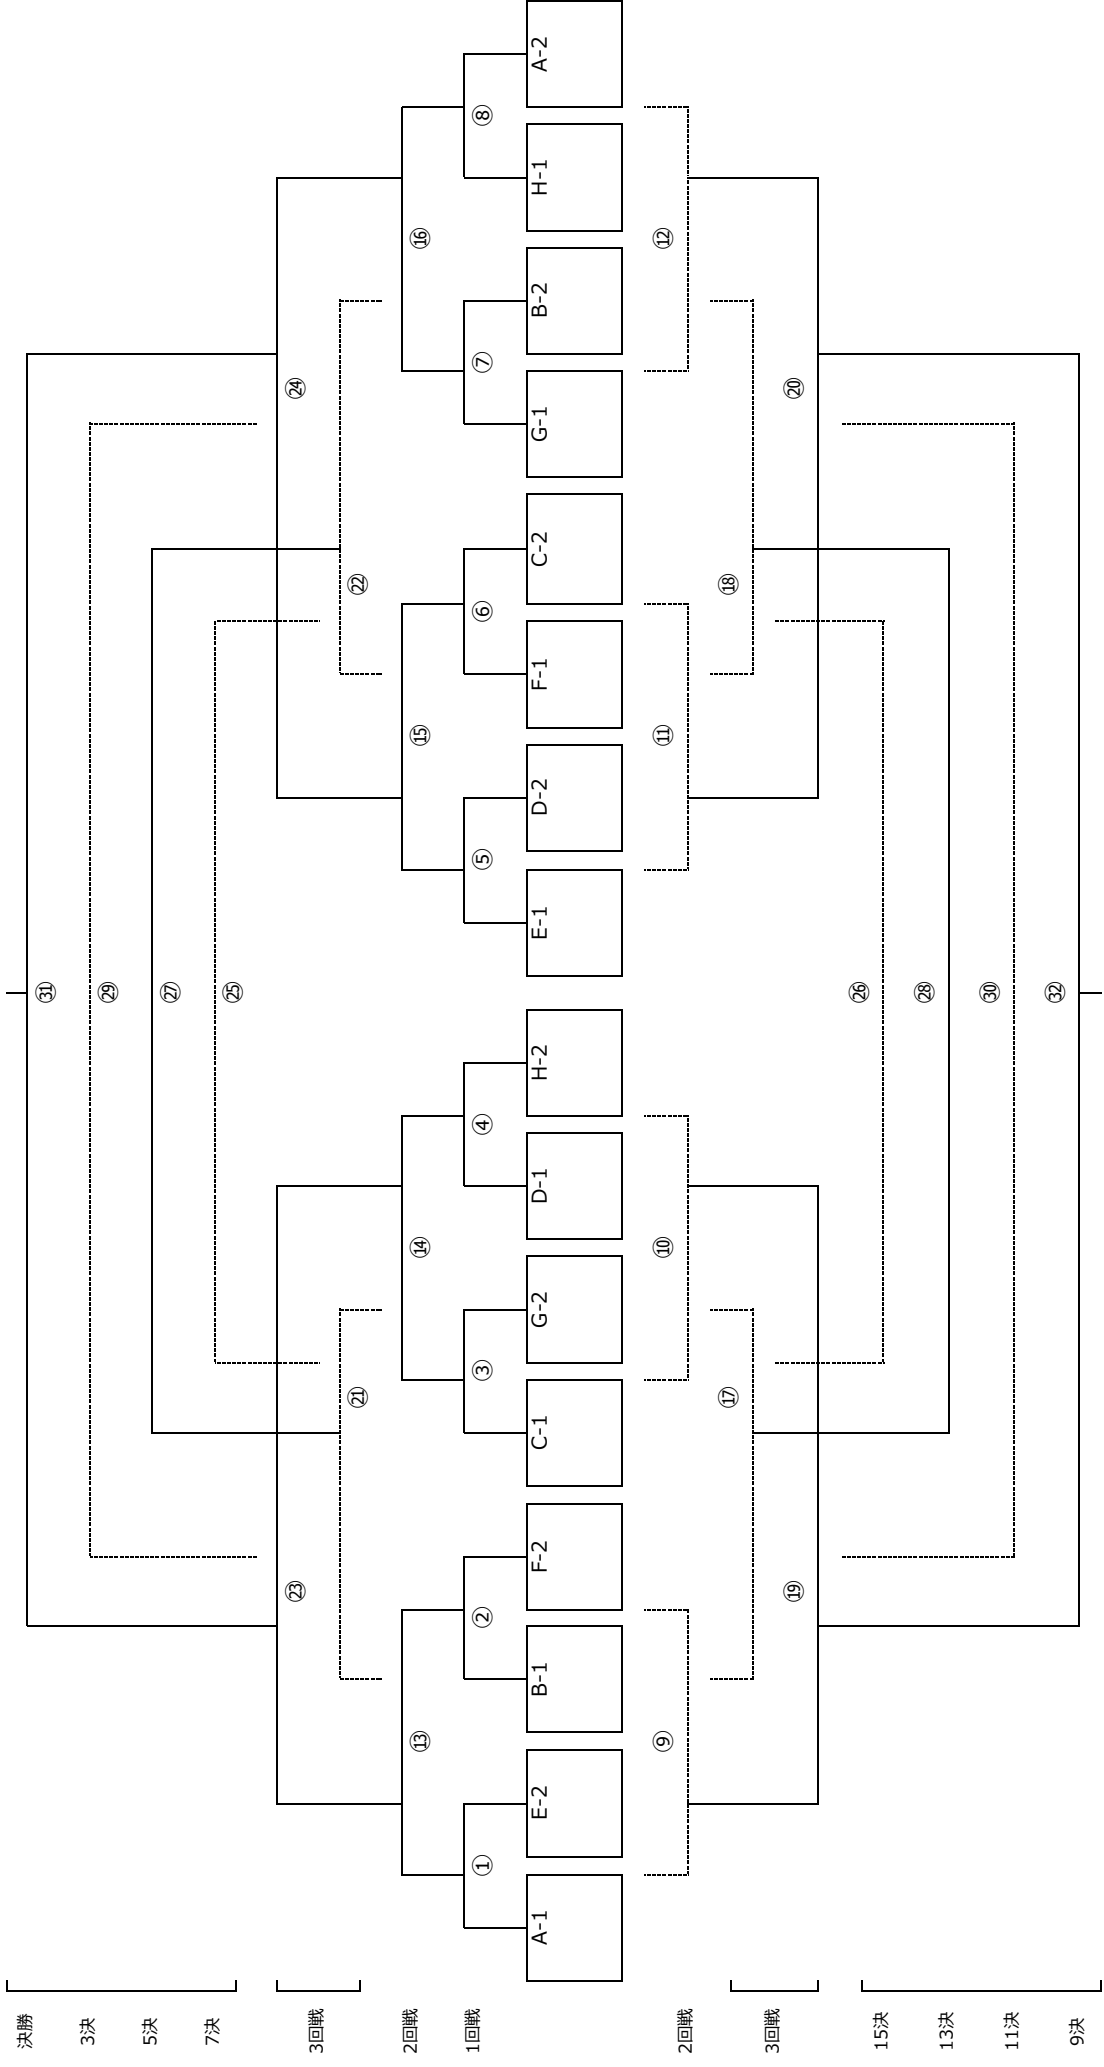 決勝 ㉛
3決 ㉙
5決 ㉗
7決 ㉕
㉓ ㉔
3回戦
㉑ ㉒
2回戦 ⑬ ⑭ ⑮ ⑯
1回戦 ① ② ③ ④ ⑤ ⑥ ⑦ ⑧
A-1 E-2 B-1 F-2 C-1 G-2 D-1 H-2 E-1 D-2 F-1 C-2 G-1 B-2 H-1 A-2
2回戦 ⑨ ⑩ ⑪ ⑫
⑰ ⑱
3回戦
⑲ ⑳
15決 ㉖
13決 ㉘
11決 ㉚
9決 ㉜